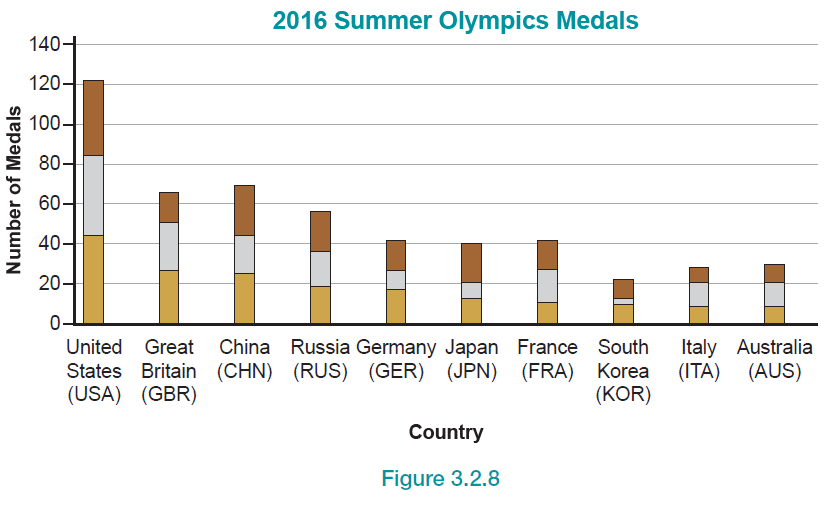 2016 Summer Olympics Medals
140
120
100
80
60
40
20
0
Number of Medals
United States (USA)
Great Britain (GBR)
China (CHN)
Russia (RUS)
Germany (GER)
Japan (JPN)
France (FRA)
South Korea (KOR)
Italy (ITA)
Australia (AUS)
Country
Figure 3.2.8